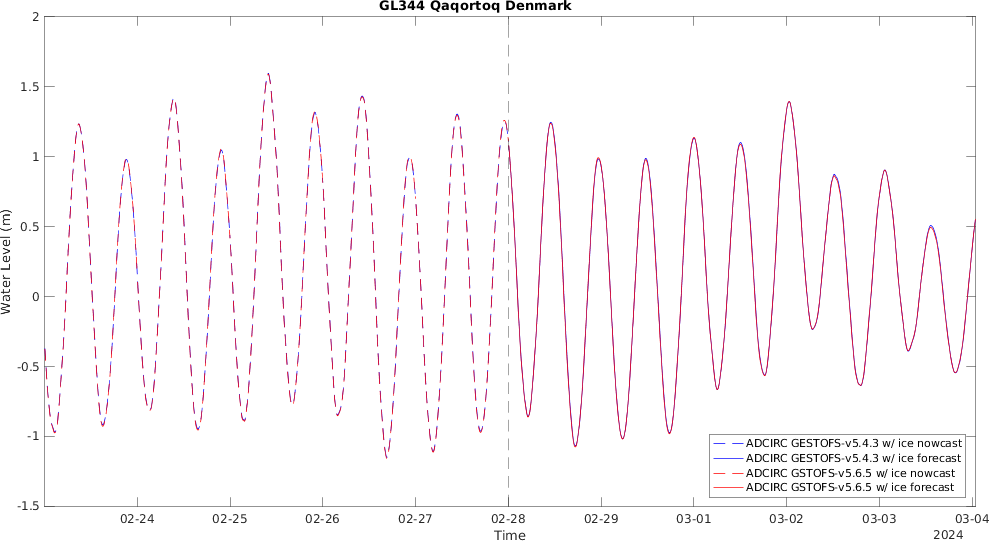 GL344 Qaqortoq Denmark
2
1.5
1
0.5
0
-0.5
-1
-1.5
Water Level (m)
ADCIRC GESTOFS-v5.4.3 w/ ice nowcast
ADCIRC GESTOFS-v5.4.3 w/ ice forecast
ADCIRC GSTOFS-v5.6.5 w/ ice nowcast
ADCIRC GSTOFS-v5.6.5 w/ ice forecast
02-24 02-25 02-26 02-27 02-28 02-29 03-01 03-02 03-03 03-04
Time
2024